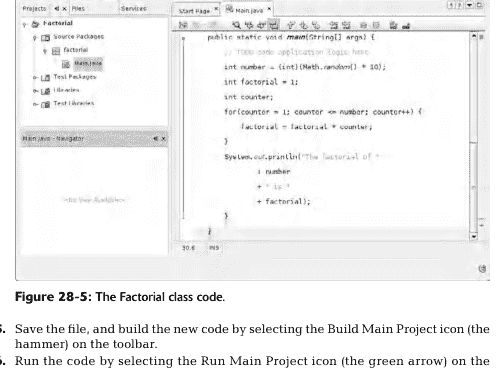 Projects Files Services
Start Page Main.java
Factorial
Source Packages
factorial
Main.java
Test Packages
Libraries
Test Libraries
Main.java - Navigator
public static void main(String[] args) {
// TODO code application logic here
int number = (int)(Math.random() * 10);
int factorial = 1;
int counter;
for(counter = 1; counter <= number; counter++) {
factorial = factorial * counter;
}
System.out.println("The factorial of "
+ number
+ " is "
+ factorial);
}
}
30:6 INS
Figure 28-5: The Factorial class code.
5. Save the file, and build the new code by selecting the Build Main Project icon (the
hammer) on the toolbar.
6. Run the code by selecting the Run Main Project icon (the green arrow) on the